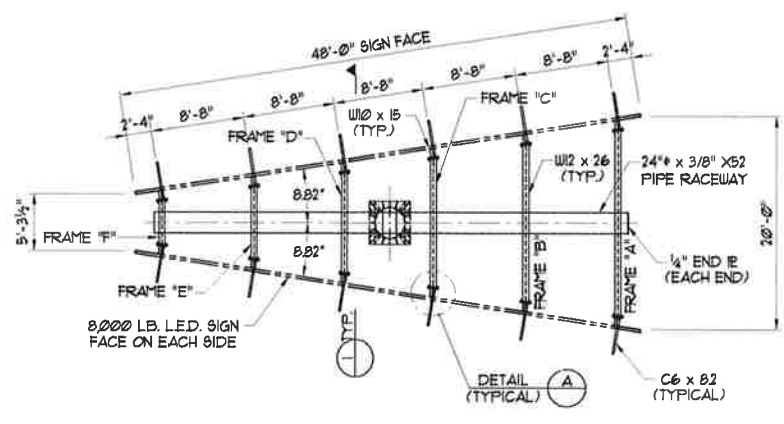 48'-0" SIGN FACE
2'-4"
8'-8"
8'-8"
8'-8"
8'-8"
8'-8"
2'-4"
FRAME "D"
W10 x 15
(TYP.)
FRAME "C"
W12 x 26
(TYP.)
24"ϕ x 3/8" X52
PIPE RACEWAY
5'-3½"
8.82°
8.82°
20'-0"
FRAME "F"
FRAME "E"
FRAME "B"
FRAME "A"
¼" END PL
(EACH END)
8,000 LB. L.E.D. SIGN
FACE ON EACH SIDE
1 TYP.
DETAIL A
(TYPICAL)
C6 x 8.2
(TYPICAL)